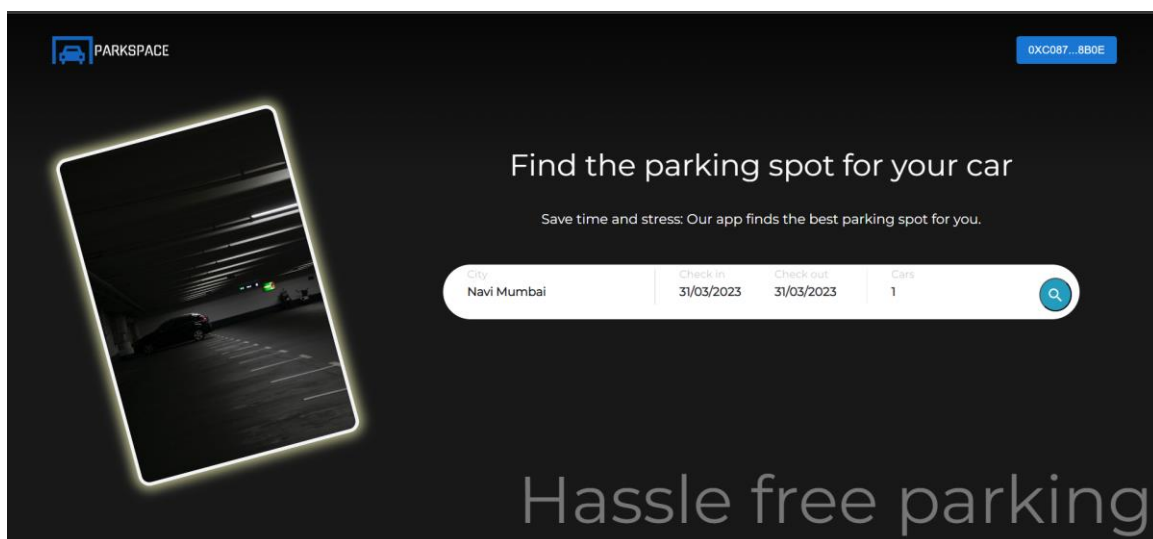 PARKSPACE
0XC087...8B0E
Find the parking spot for your car
Save time and stress: Our app finds the best parking spot for you.
City
Check in
Check out
Cars
Navi Mumbai
31/03/2023
31/03/2023
1
Hassle free parking